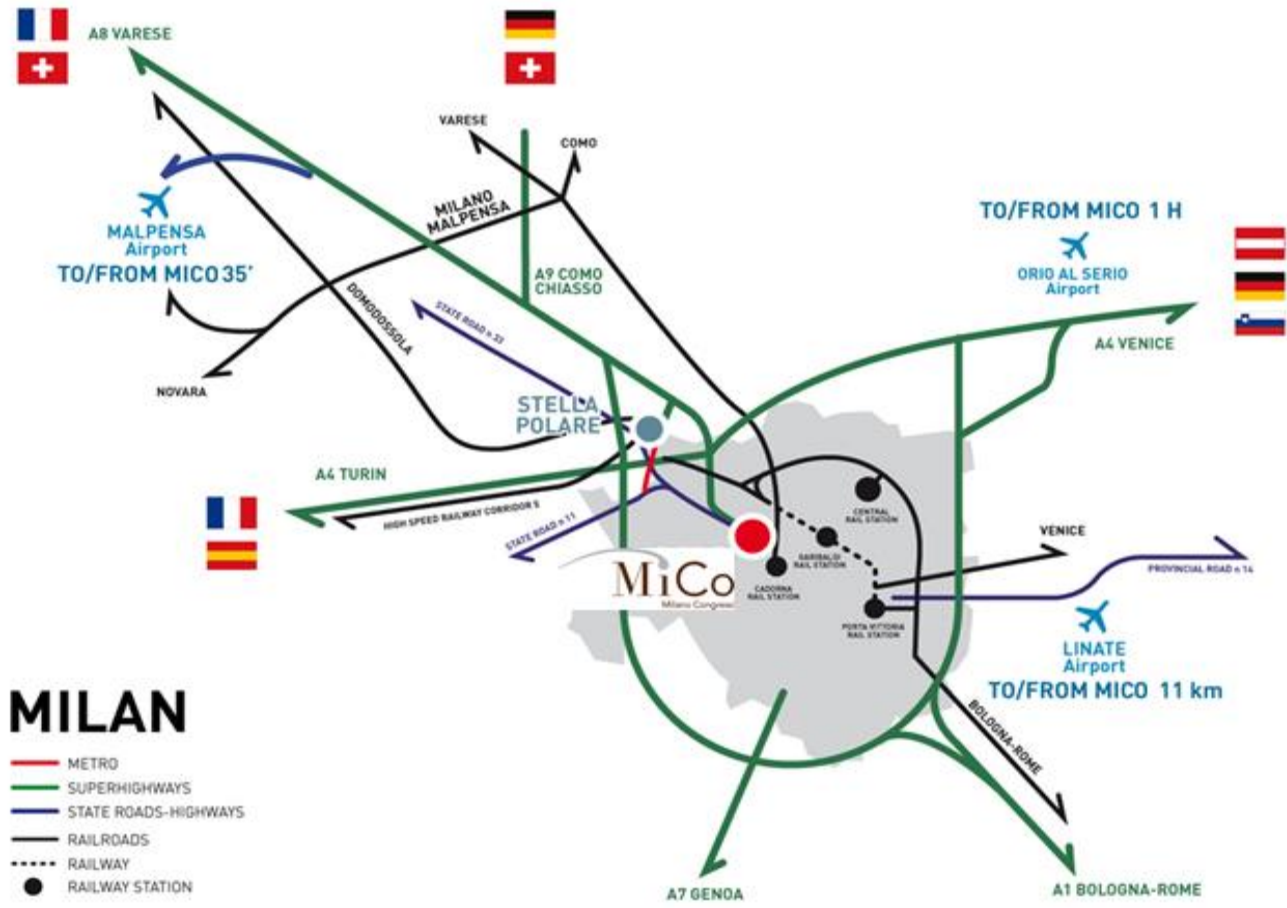 A8 VARESE
VARESE
COMO
MILANO
MALPENSA
MALPENSA
Airport
TO/FROM MICO 35'
TO/FROM MICO 1 H
ORIO AL SERIO
Airport
A9 COMO
CHIASSO
DOMODOSSOLA
STATE ROAD n 33
A4 VENICE
NOVARA
STELLA
POLARE
A4 TURIN
HIGH SPEED RAILWAY CORRIDOR 5
STATE ROAD n 11
CENTRAL
RAIL STATION
GARIBALDI
RAIL STATION
VENICE
PROVINCIAL ROAD n 14
MiCo
Milano Congressi
CADORNA
RAIL STATION
PORTA VITTORIA
RAIL STATION
LINATE
Airport
TO/FROM MICO 11 km
BOLOGNA-ROME
MILAN
METRO
SUPERHIGHWAYS
STATE ROADS-HIGHWAYS
RAILROADS
RAILWAY
RAILWAY STATION
A7 GENOA
A1 BOLOGNA-ROME